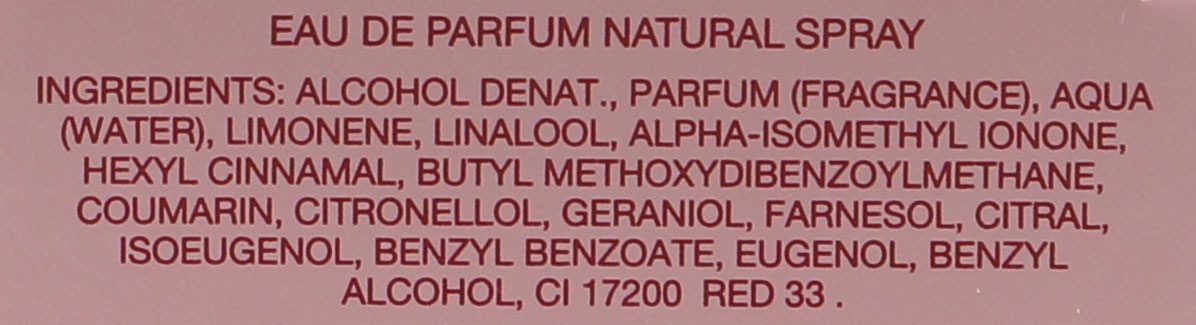 EAU DE PARFUM NATURAL SPRAY
INGREDIENTS: ALCOHOL DENAT., PARFUM (FRAGRANCE), AQUA
(WATER), LIMONENE, LINALOOL, ALPHA-ISOMETHYL IONONE,
HEXYL CINNAMAL, BUTYL METHOXYDIBENZOYLMETHANE,
COUMARIN, CITRONELLOL, GERANIOL, FARNESOL, CITRAL,
ISOEUGENOL, BENZYL BENZOATE, EUGENOL, BENZYL
ALCOHOL, CI 17200 RED 33 .